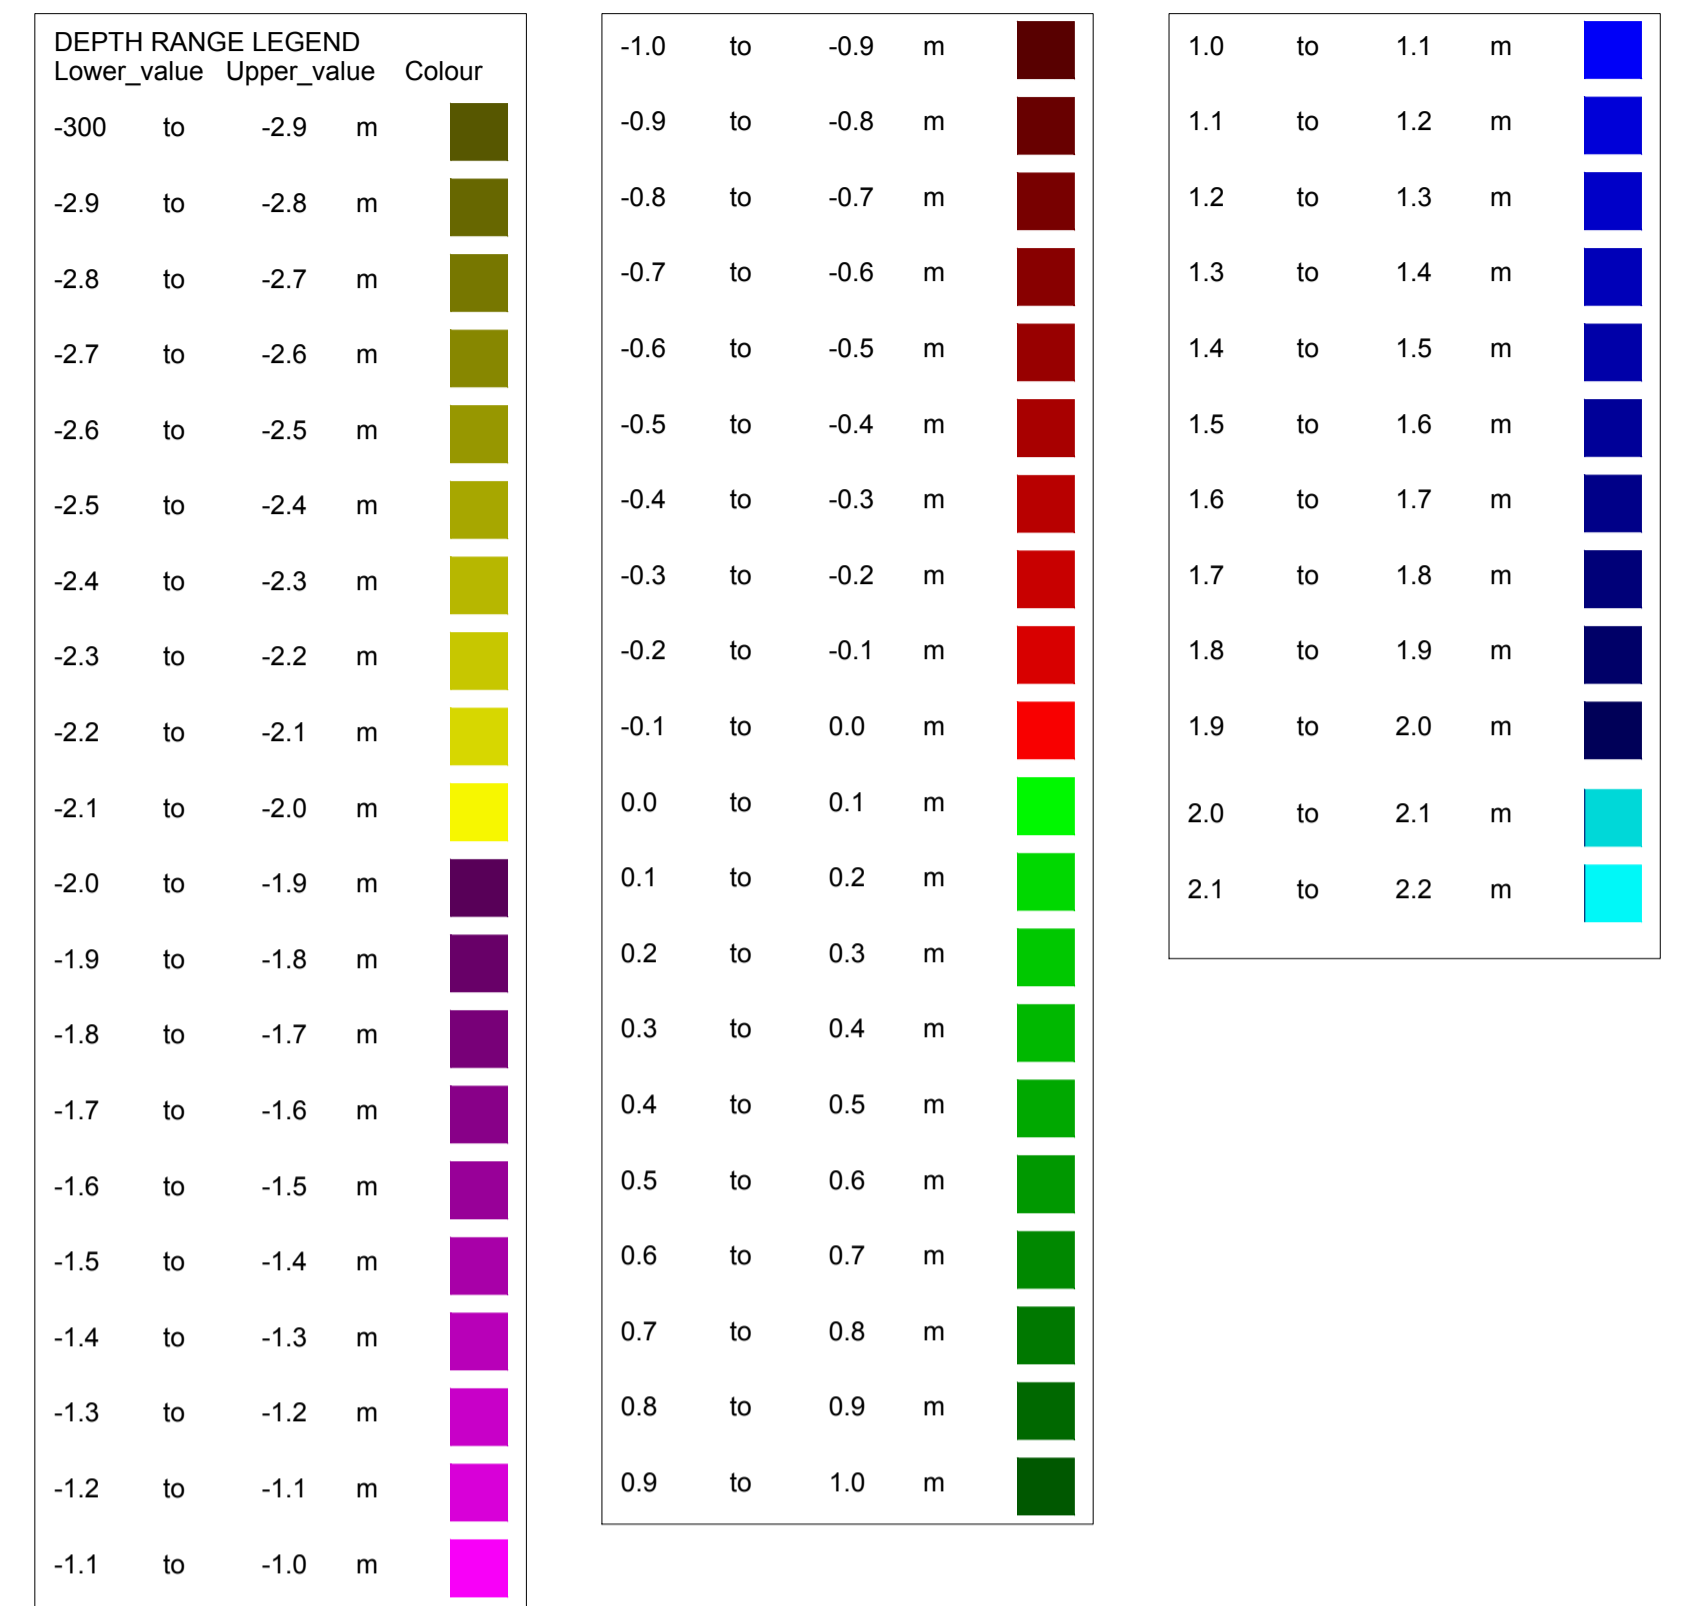 DEPTH RANGE LEGEND
Lower_value Upper_value Colour
-300 to -2.9 m
-2.9 to -2.8 m
-2.8 to -2.7 m
-2.7 to -2.6 m
-2.6 to -2.5 m
-2.5 to -2.4 m
-2.4 to -2.3 m
-2.3 to -2.2 m
-2.2 to -2.1 m
-2.1 to -2.0 m
-2.0 to -1.9 m
-1.9 to -1.8 m
-1.8 to -1.7 m
-1.7 to -1.6 m
-1.6 to -1.5 m
-1.5 to -1.4 m
-1.4 to -1.3 m
-1.3 to -1.2 m
-1.2 to -1.1 m
-1.1 to -1.0 m
-1.0 to -0.9 m
-0.9 to -0.8 m
-0.8 to -0.7 m
-0.7 to -0.6 m
-0.6 to -0.5 m
-0.5 to -0.4 m
-0.4 to -0.3 m
-0.3 to -0.2 m
-0.2 to -0.1 m
-0.1 to 0.0 m
0.0 to 0.1 m
0.1 to 0.2 m
0.2 to 0.3 m
0.3 to 0.4 m
0.4 to 0.5 m
0.5 to 0.6 m
0.6 to 0.7 m
0.7 to 0.8 m
0.8 to 0.9 m
0.9 to 1.0 m
1.0 to 1.1 m
1.1 to 1.2 m
1.2 to 1.3 m
1.3 to 1.4 m
1.4 to 1.5 m
1.5 to 1.6 m
1.6 to 1.7 m
1.7 to 1.8 m
1.8 to 1.9 m
1.9 to 2.0 m
2.0 to 2.1 m
2.1 to 2.2 m